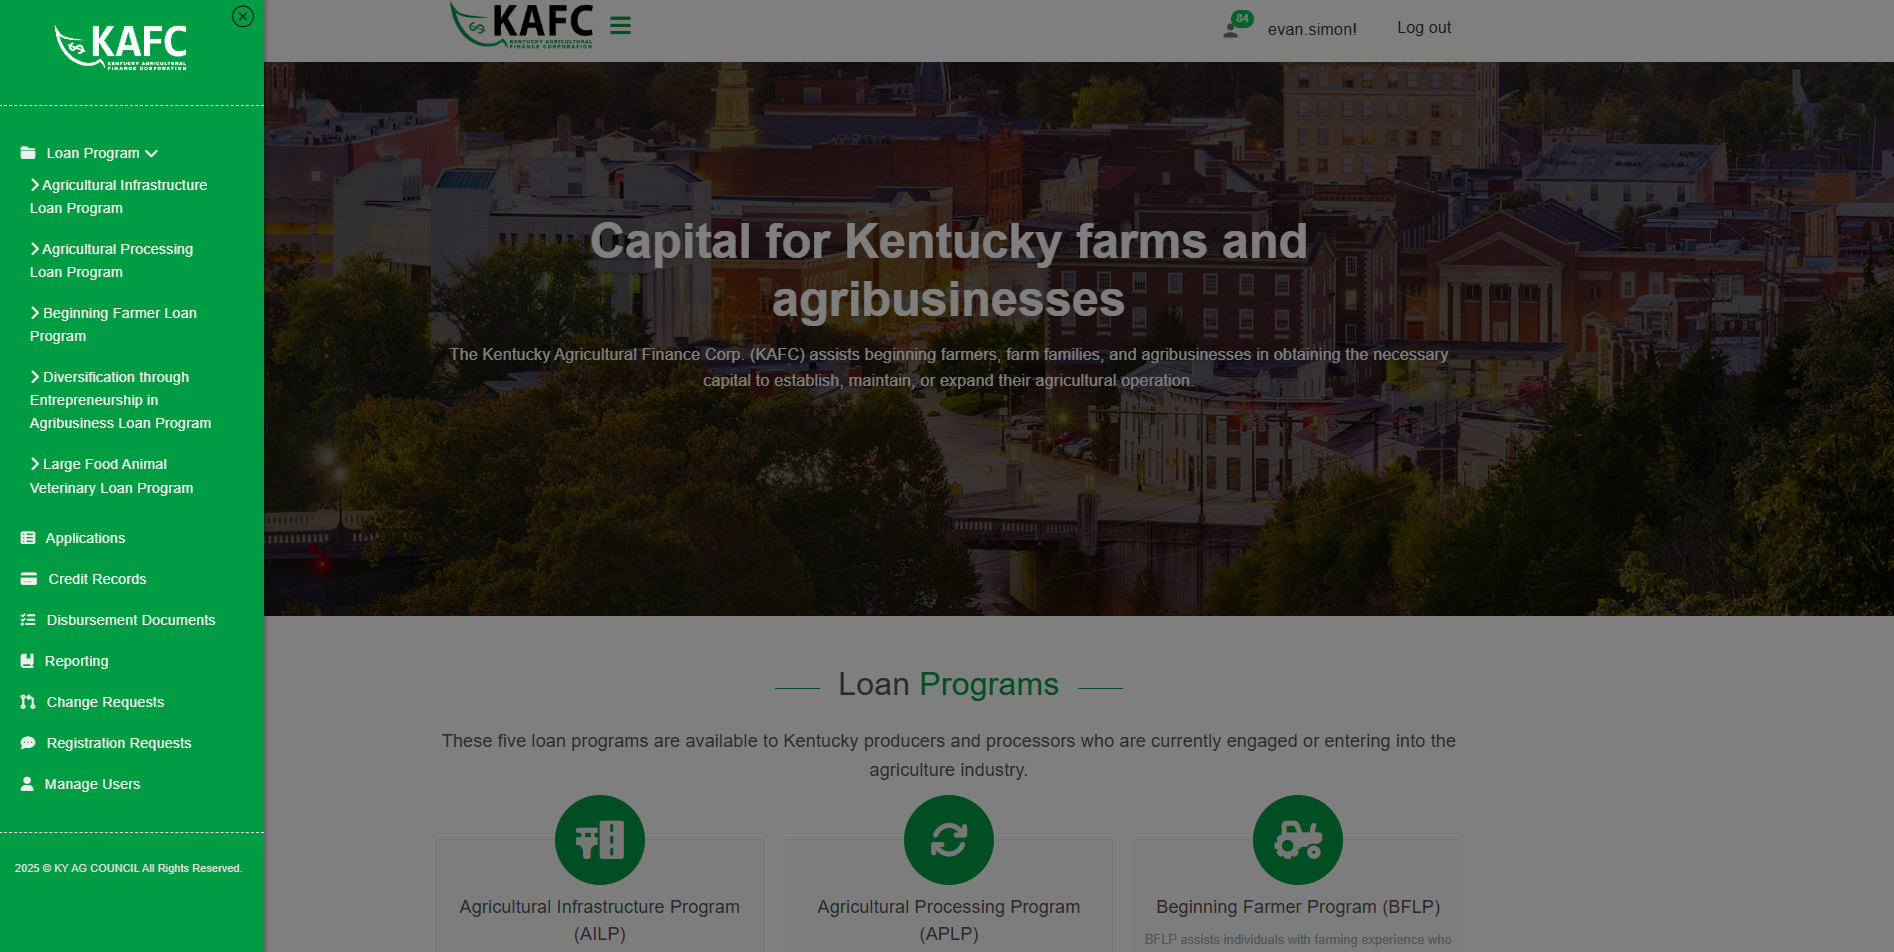 KAFC
KENTUCKY AGRICULTURAL
FINANCE CORPORATION
Loan Program
Agricultural Infrastructure
Loan Program
Agricultural Processing
Loan Program
Beginning Farmer Loan
Program
Diversification through
Entrepreneurship in
Agribusiness Loan Program
Large Food Animal
Veterinary Loan Program
Applications
Credit Records
Disbursement Documents
Reporting
Change Requests
Registration Requests
Manage Users
2025 © KY AG COUNCIL All Rights Reserved.
KAFC
KENTUCKY AGRICULTURAL
FINANCE CORPORATION
84
evan.simon!
Log out
Capital for Kentucky farms and
agribusinesses
The Kentucky Agricultural Finance Corp. (KAFC) assists beginning farmers, farm families, and agribusinesses in obtaining the necessary
capital to establish, maintain, or expand their agricultural operation.
Loan Programs
These five loan programs are available to Kentucky producers and processors who are currently engaged or entering into the
agriculture industry.
Agricultural Infrastructure Program
(AILP)
Agricultural Processing Program
(APLP)
Beginning Farmer Program (BFLP)
BFLP assists individuals with farming experience who